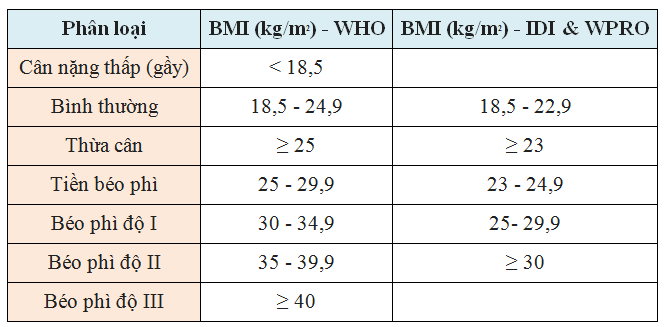 Phân loại BMI (kg/m²) - WHO BMI (kg/m²) - IDI & WPRO
Cân nặng thấp (gầy) < 18,5
Bình thường 18,5 - 24,9 18,5 - 22,9
Thừa cân ≥ 25 ≥ 23
Tiền béo phì 25 - 29,9 23 - 24,9
Béo phì độ I 30 - 34,9 25- 29,9
Béo phì độ II 35 - 39,9 ≥ 30
Béo phì độ III ≥ 40